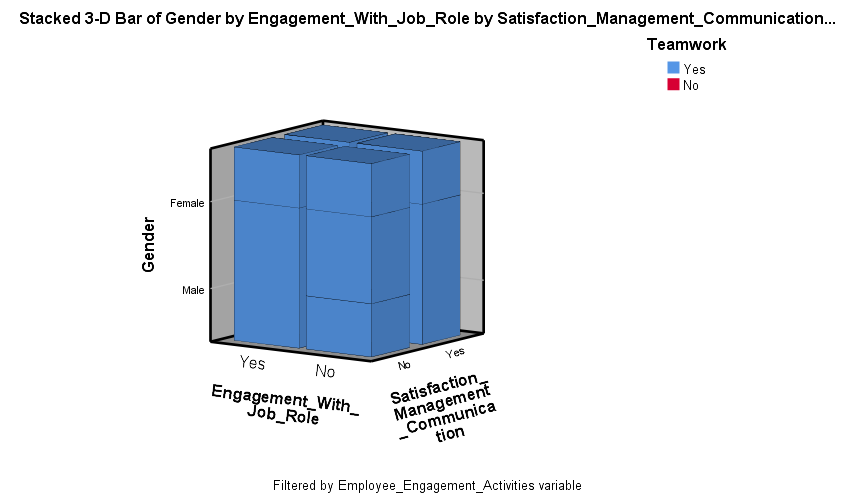 Stacked 3-D Bar of Gender by Engagement_With_Job_Role by Satisfaction_Management_Communication...
Teamwork
Yes
No
Female
Male
Gender
Yes
No
No
Yes
Engagement_With_
Job_Role
Satisfaction_
Management
_Communica
tion
Filtered by Employee_Engagement_Activities variable